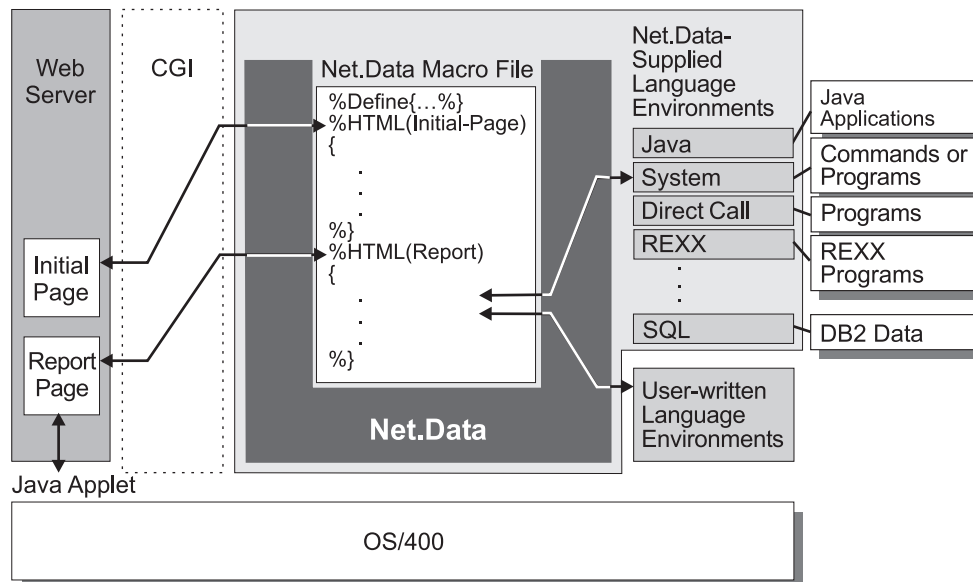 Web
Server
CGI
Net.Data Macro File
%Define{...%}
%HTML(Initial-Page)
{
.
.
.
%}
%HTML(Report)
{
.
.
.
%}
Net.Data
Initial
Page
Report
Page
Java Applet
Net.Data-
Supplied
Language
Environments
Java
System
Direct Call
REXX
.
.
.
SQL
User-written
Language
Environments
Java
Applications
Commands or
Programs
Programs
REXX
Programs
DB2 Data
OS/400